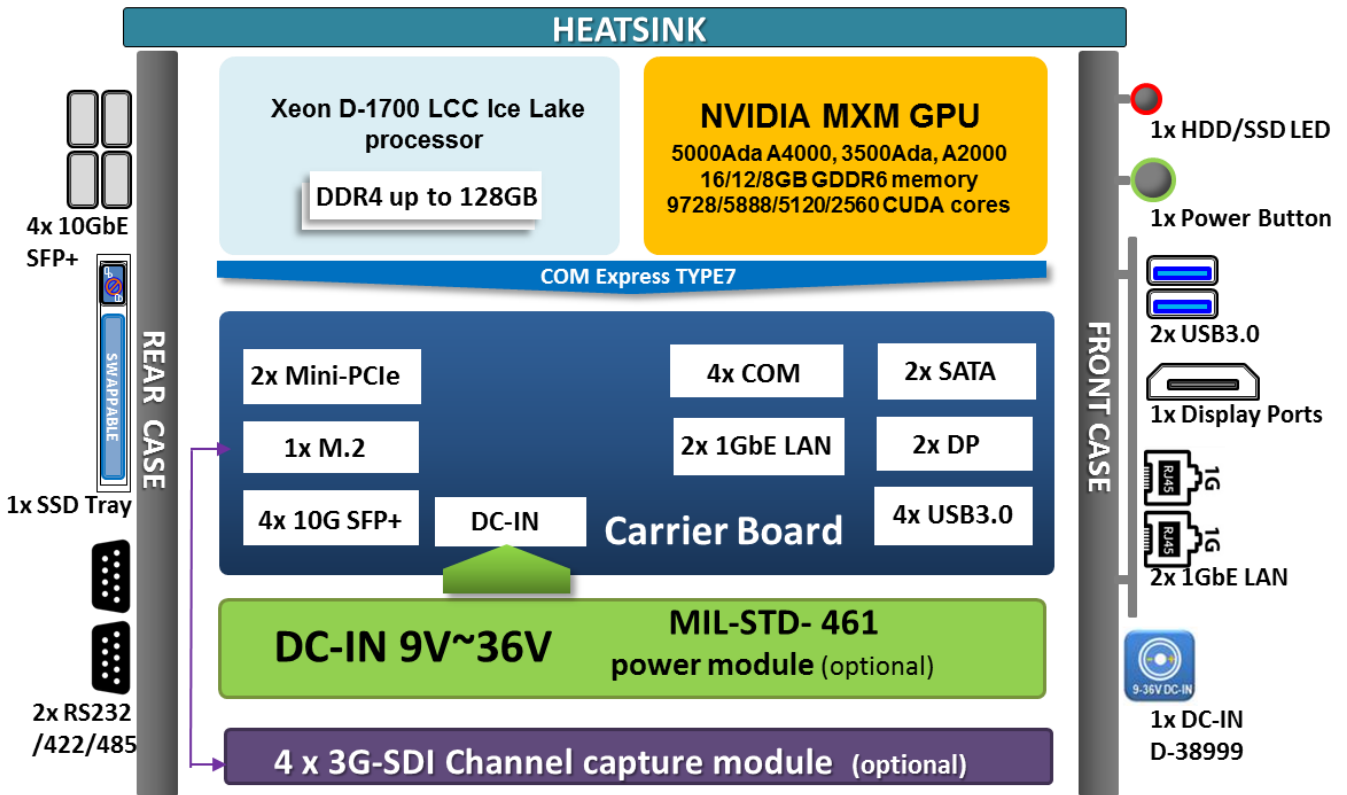 HEATSINK
Xeon D-1700 LCC Ice Lake
processor
DDR4 up to 128GB
NVIDIA MXM GPU
5000Ada A4000, 3500Ada, A2000
16/12/8GB GDDR6 memory
9728/5888/5120/2560 CUDA cores
COM Express TYPE7
4x 10GbE
SFP+
SWAPPABLE
1x SSD Tray
2x RS232
/422/485
REAR CASE
2x Mini-PCIe
1x M.2
4x 10G SFP+
DC-IN
4x COM
2x 1GbE LAN
2x SATA
2x DP
4x USB3.0
Carrier Board
DC-IN 9V~36V
MIL-STD- 461
power module (optional)
4 x 3G-SDI Channel capture module (optional)
FRONT CASE
1x HDD/SSD LED
1x Power Button
2x USB3.0
1x Display Ports
RJ45
1G
RJ45
1G
2x 1GbE LAN
9-36V DC-IN
1x DC-IN
D-38999